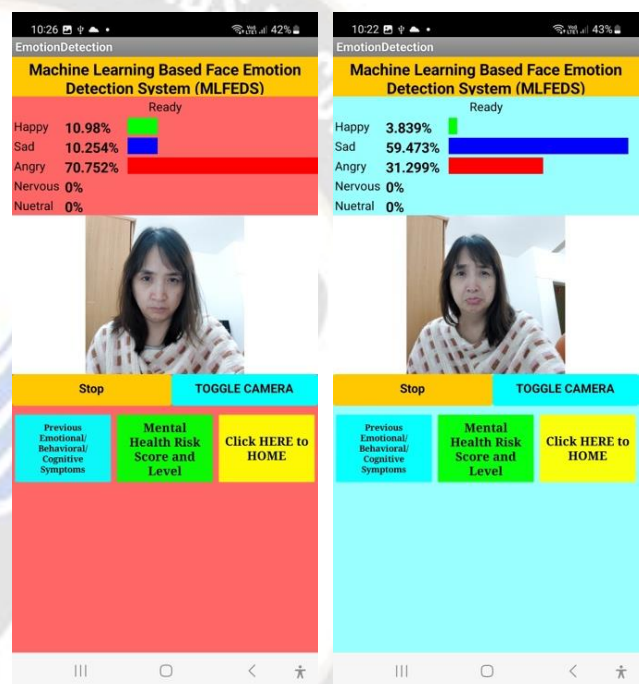 10:26
42%
EmotionDetection
Machine Learning Based Face Emotion
Detection System (MLFEDS)
Ready
Happy 10.98%
Sad 10.254%
Angry 70.752%
Nervous 0%
Nuetral 0%
Stop
TOGGLE CAMERA
Previous
Emotional/
Behavioral/
Cognitive
Symptoms
Mental
Health Risk
Score and
Level
Click HERE to
HOME
10:22
43%
EmotionDetection
Machine Learning Based Face Emotion
Detection System (MLFEDS)
Ready
Happy 3.839%
Sad 59.473%
Angry 31.299%
Nervous 0%
Nuetral 0%
Stop
TOGGLE CAMERA
Previous
Emotional/
Behavioral/
Cognitive
Symptoms
Mental
Health Risk
Score and
Level
Click HERE to
HOME